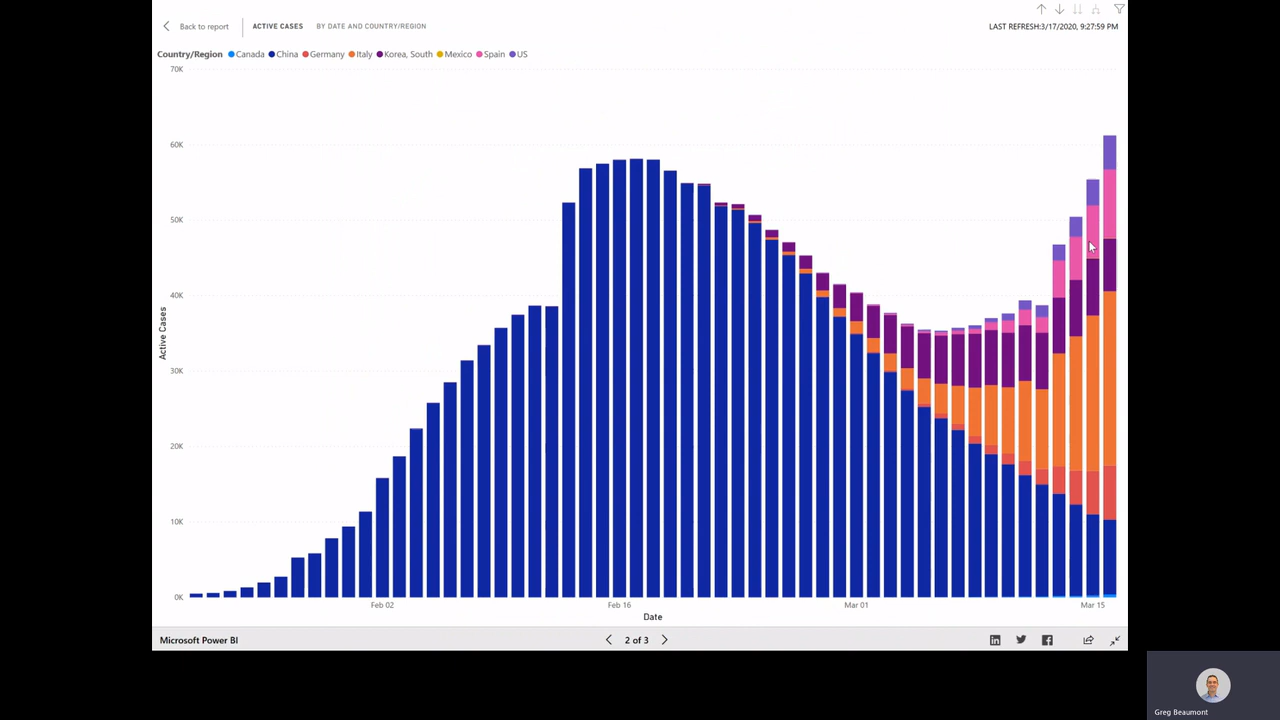 Back to report
ACTIVE CASES
BY DATE AND COUNTRY/REGION
LAST REFRESH:3/17/2020, 9:27:59 PM
Country/Region Canada China Germany Italy Korea, South Mexico Spain US
70K
60K
50K
40K
30K
20K
10K
0K
Active Cases
Feb 02 Feb 16 Mar 01 Mar 15
Date
Microsoft Power BI
2 of 3
Greg Beaumont